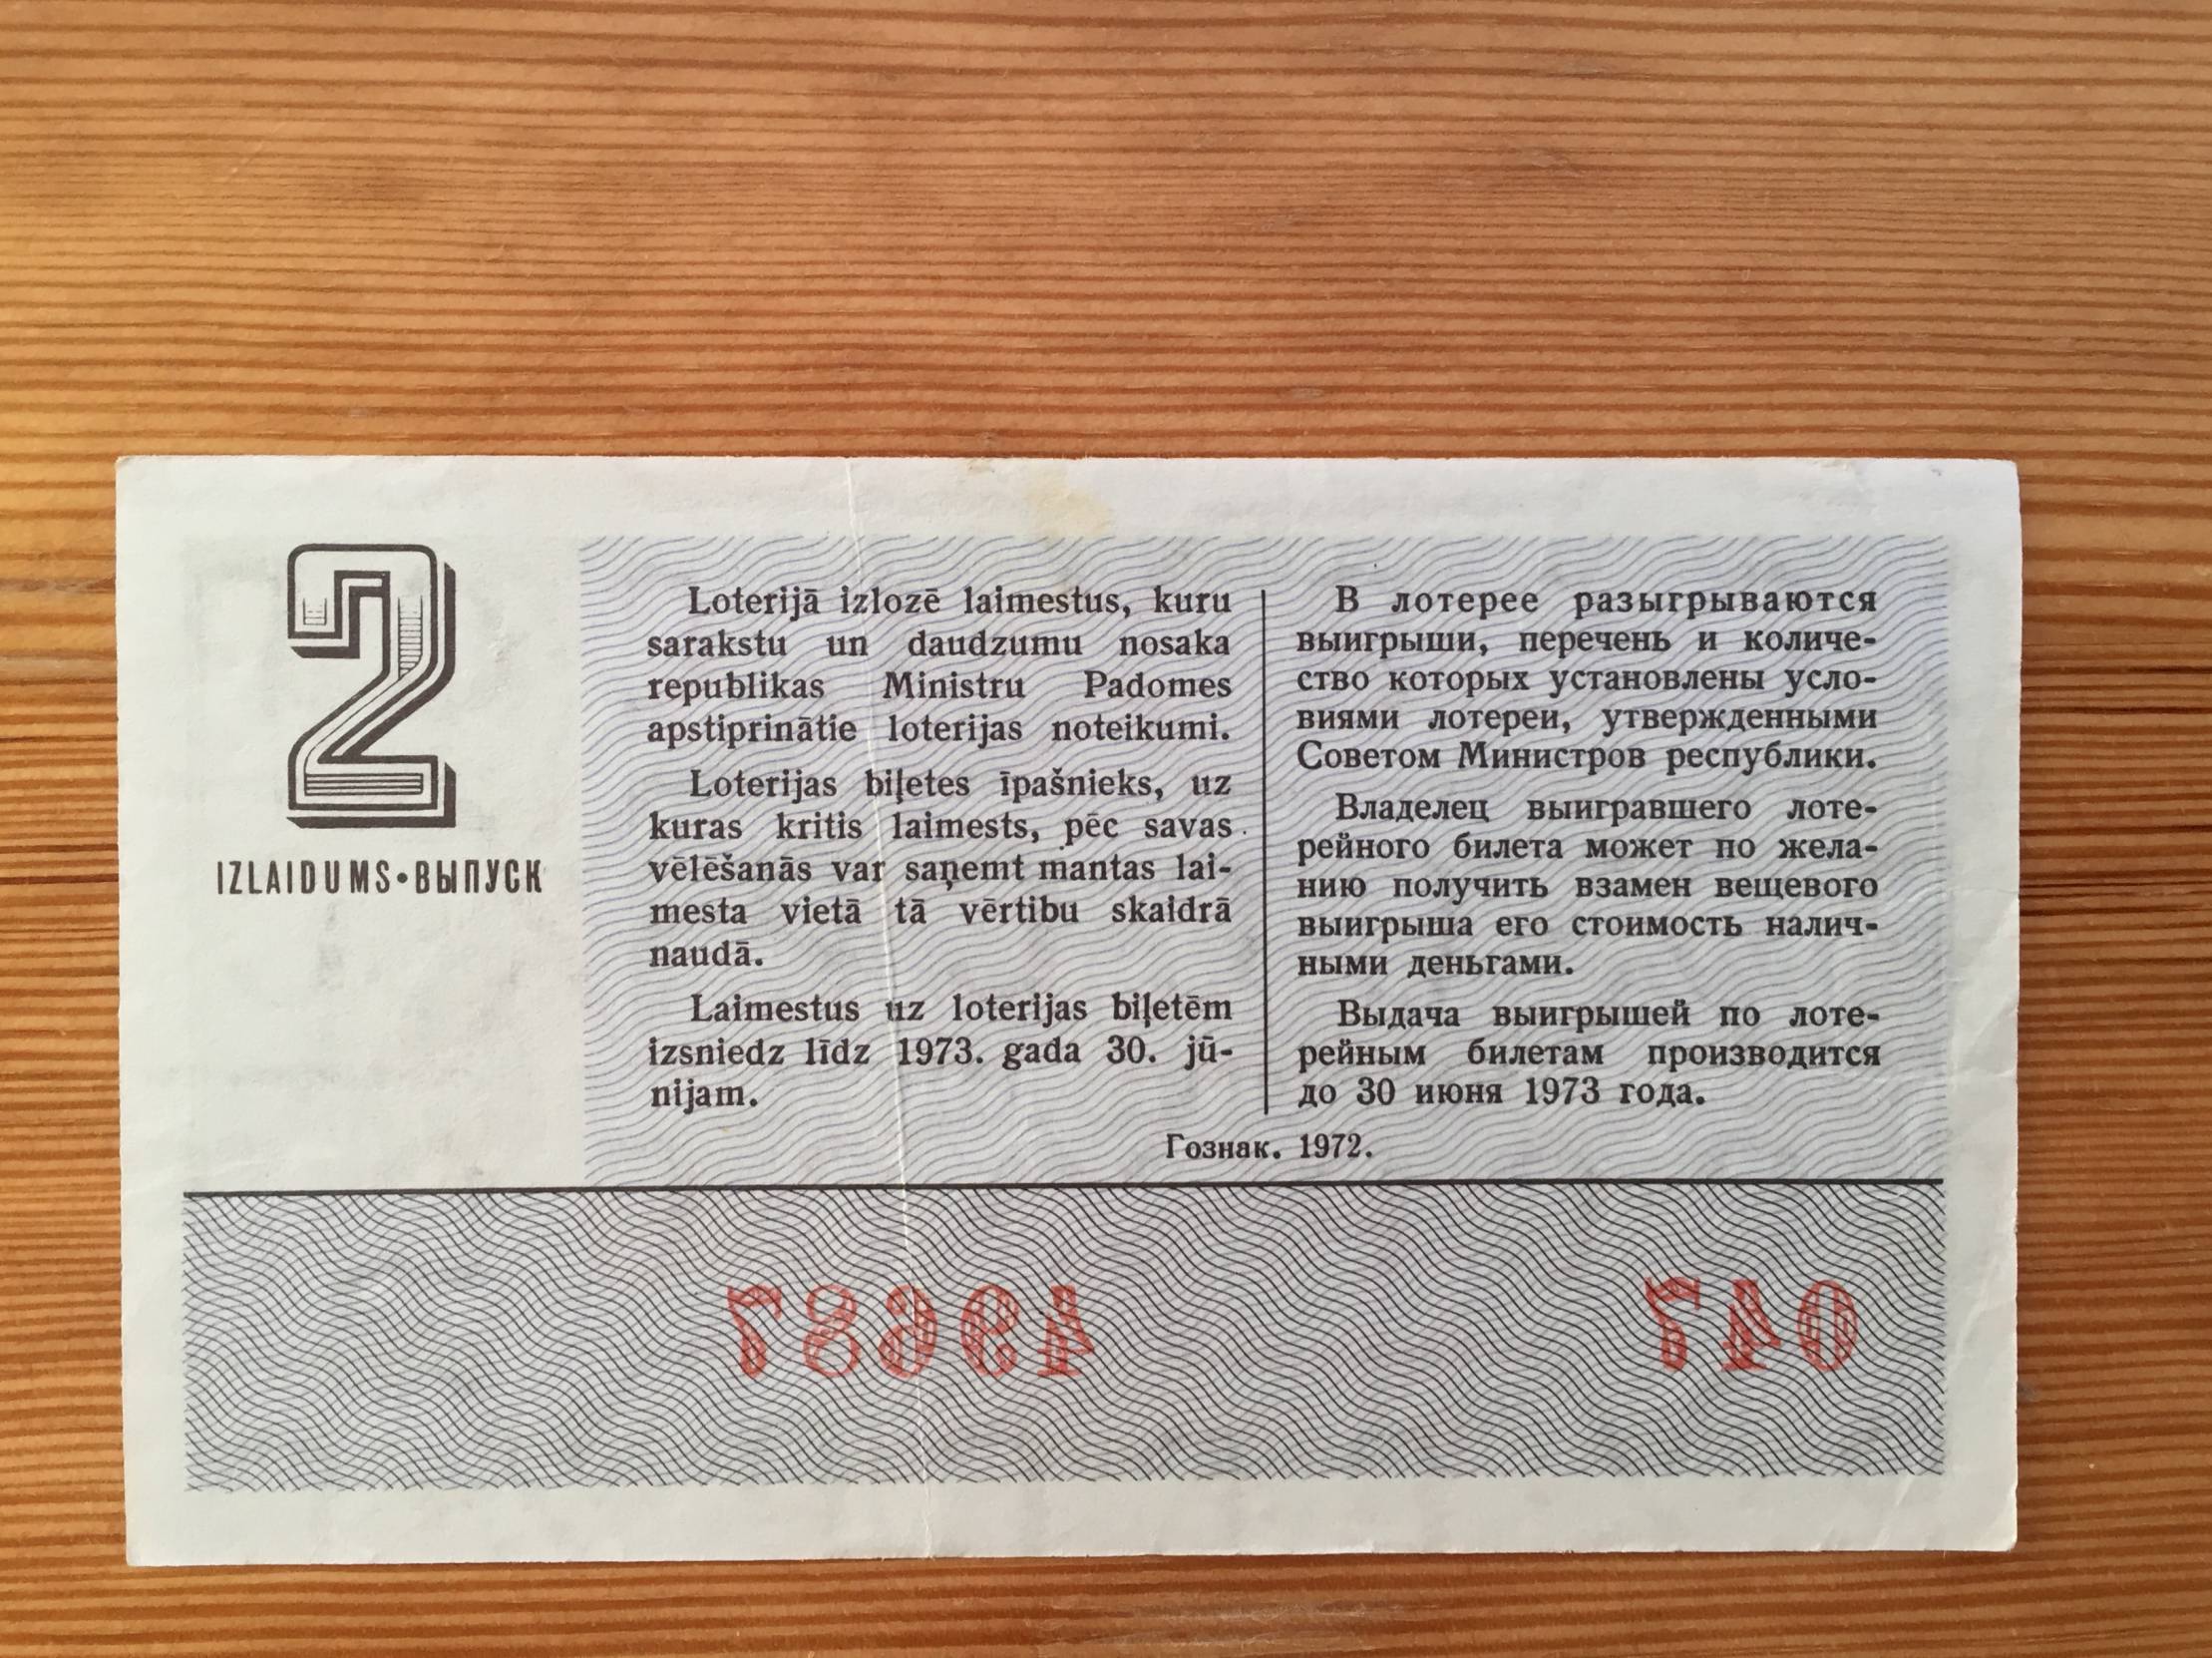 2
IZLAIDUMS•ВЫПУСК
Loterijā izlozē laimestus, kuru
sarakstu un daudzumu nosaka
republikas Ministru Padomes
apstiprinātie loterijas noteikumi.
Loterijas biļetes īpašnieks, uz
kuras kritis laimests, pēc savas
vēlēšanās var saņemt mantas lai-
mesta vietā tā vērtību skaidrā
naudā.
Laimestus uz loterijas biļetēm
izsniedz līdz 1973. gada 30. jū-
nijam.
В лотерее разыгрываются
выигрыши, перечень и количе-
ство которых установлены усло-
виями лотереи, утвержденными
Советом Министров республики.
Владелец выигравшего лоте-
рейного билета может по жела-
нию получить взамен вещевого
выигрыша его стоимость налич-
ными деньгами.
Выдача выигрышей по лоте-
рейным билетам производится
до 30 июня 1973 года.
Гознак. 1972.
49687 047